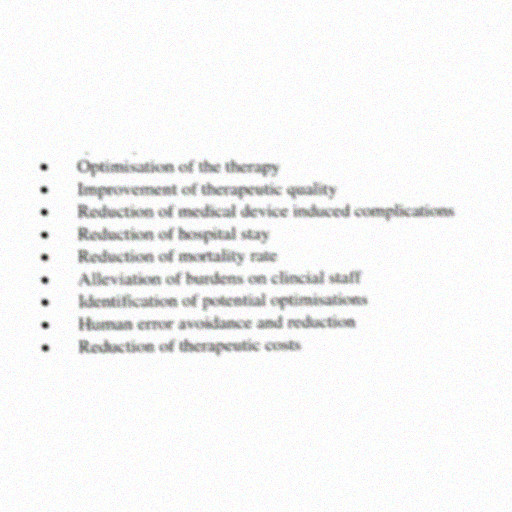 • Optimisation of the therapy
• Improvement of therapeutic quality
• Reduction of medical device induced complications
• Reduction of hospital stay
• Reduction of mortality rate
• Alleviation of burdens on clincial staff
• Identification of potential optimisations
• Human error avoidance and reduction
• Reduction of therapeutic costs